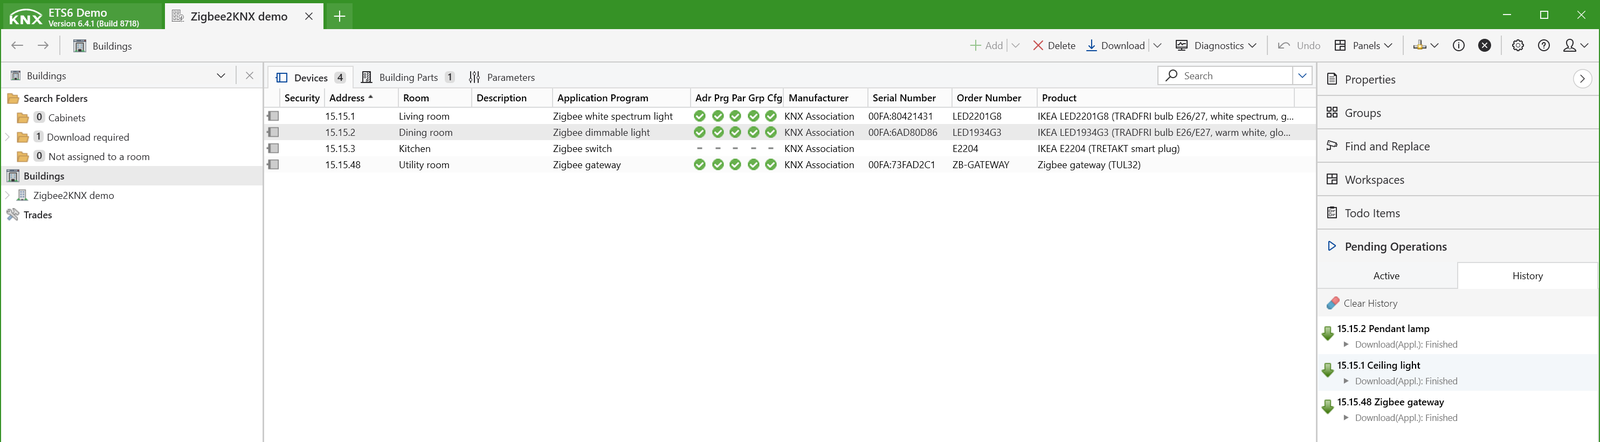 KNX ETS6 Demo
Version 6.4.1 (Build 8718)
Zigbee2KNX demo
Buildings
Add
Delete
Download
Diagnostics
Undo
Panels
Buildings
Search Folders
0 Cabinets
1 Download required
0 Not assigned to a room
Buildings
Zigbee2KNX demo
Trades
Devices 4 Building Parts 1 Parameters
Search
Security Address Room Description Application Program Adr Prg Par Grp Cfg Manufacturer Serial Number Order Number Product
15.15.1 Living room Zigbee white spectrum light KNX Association 00FA:80421431 LED2201G8 IKEA LED2201G8 (TRADFRI bulb E26/27, white spectrum, g...
15.15.2 Dining room Zigbee dimmable light KNX Association 00FA:6AD80D86 LED1934G3 IKEA LED1934G3 (TRADFRI bulb E26/E27, warm white, glo...
15.15.3 Kitchen Zigbee switch – – – – – KNX Association E2204 IKEA E2204 (TRETAKT smart plug)
15.15.48 Utility room Zigbee gateway KNX Association 00FA:73FAD2C1 ZB-GATEWAY Zigbee gateway (TUL32)
Properties
Groups
Find and Replace
Workspaces
Todo Items
Pending Operations
Active History
Clear History
15.15.2 Pendant lamp
Download(Appl.): Finished
15.15.1 Ceiling light
Download(Appl.): Finished
15.15.48 Zigbee gateway
Download(Appl.): Finished